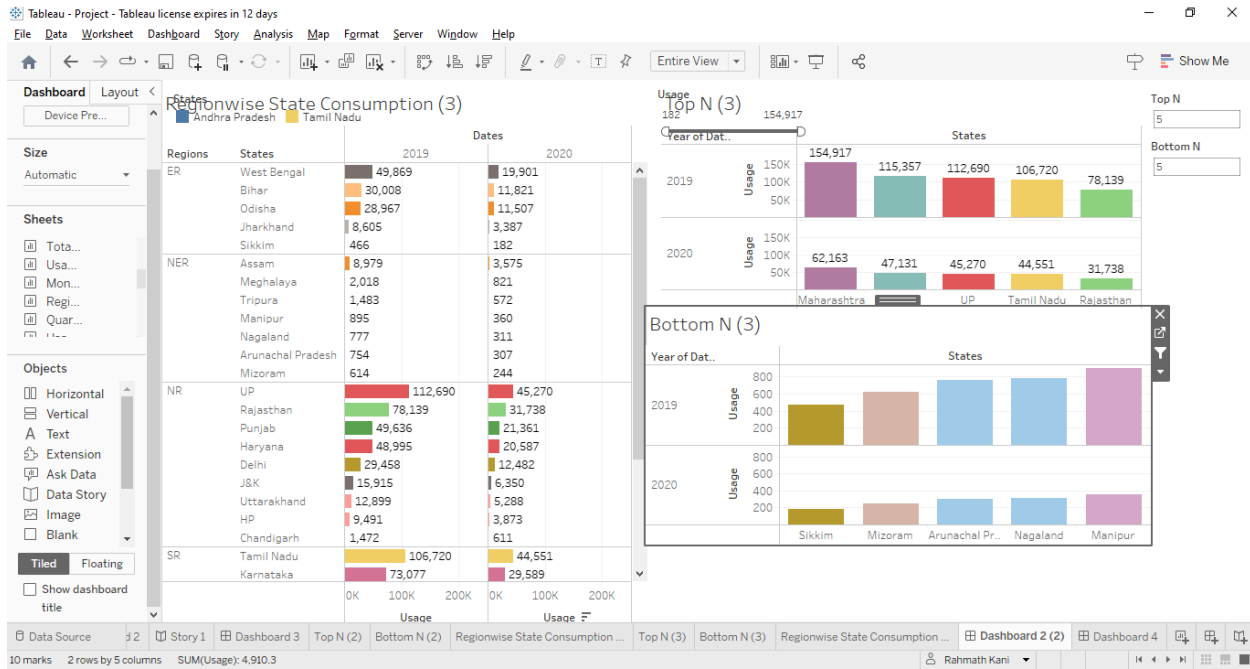 Tableau - Project - Tableau license expires in 12 days
File Data Worksheet Dashboard Story Analysis Map Format Server Window Help
Entire View
Show Me
Dashboard Layout
Device Pre...
Size
Automatic
Sheets
Tota...
Usa...
Mon...
Regi...
Quar...
Objects
Horizontal
Vertical
Text
Extension
Ask Data
Data Story
Image
Blank
Tiled Floating
Show dashboard
title
States
Regionwise State Consumption (3)
Andhra Pradesh Tamil Nadu
Dates
Regions States 2019 2020
ER West Bengal 49,869 19,901
Bihar 30,008 11,821
Odisha 28,967 11,507
Jharkhand 8,605 3,387
Sikkim 466 182
NER Assam 8,979 3,575
Meghalaya 2,018 821
Tripura 1,483 572
Manipur 895 360
Nagaland 777 311
Arunachal Pradesh 754 307
Mizoram 614 244
NR UP 112,690 45,270
Rajasthan 78,139 31,738
Punjab 49,636 21,361
Haryana 48,995 20,587
Delhi 29,458 12,482
J&K 15,915 6,350
Uttarakhand 12,899 5,288
HP 9,491 3,873
Chandigarh 1,472 611
SR Tamil Nadu 106,720 44,551
Karnataka 73,077 29,589
0K 100K 200K 0K 100K 200K
Usage Usage
Usage
Top N (3)
182 154,917
Year of Dat.. States
154,917 115,357 112,690 106,720 78,139
2019 Usage 150K 100K 50K
62,163 47,131 45,270 44,551 31,738
2020 Usage 150K 100K 50K
Maharashtra UP Tamil Nadu Rajasthan
Top N
5
Bottom N
5
Bottom N (3)
Year of Dat.. States
2019 Usage 800 600 400 200
2020 Usage 800 600 400 200
Sikkim Mizoram Arunachal Pr.. Nagaland Manipur
Data Source d 2 Story 1 Dashboard 3 Top N (2) Bottom N (2) Regionwise State Consumption ... Top N (3) Bottom N (3) Regionwise State Consumption ... Dashboard 2 (2) Dashboard 4
10 marks 2 rows by 5 columns SUM(Usage): 4,910.3 Rahmath Kani